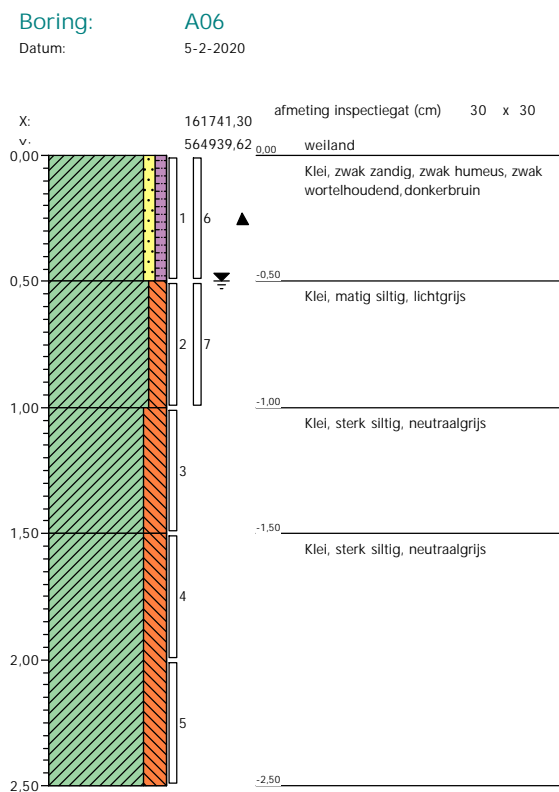 Boring: A06
Datum: 5-2-2020
afmeting inspectiegat (cm) 30 x 30
X: 161741,30
Y: 564939,62
0,00 0,00 weiland
Klei, zwak zandig, zwak humeus, zwak
wortelhoudend, donkerbruin
1 6
0,50 -0,50
Klei, matig siltig, lichtgrijs
2 7
1,00 -1,00
Klei, sterk siltig, neutraalgrijs
3
1,50 -1,50
Klei, sterk siltig, neutraalgrijs
4
2,00
5
2,50 -2,50